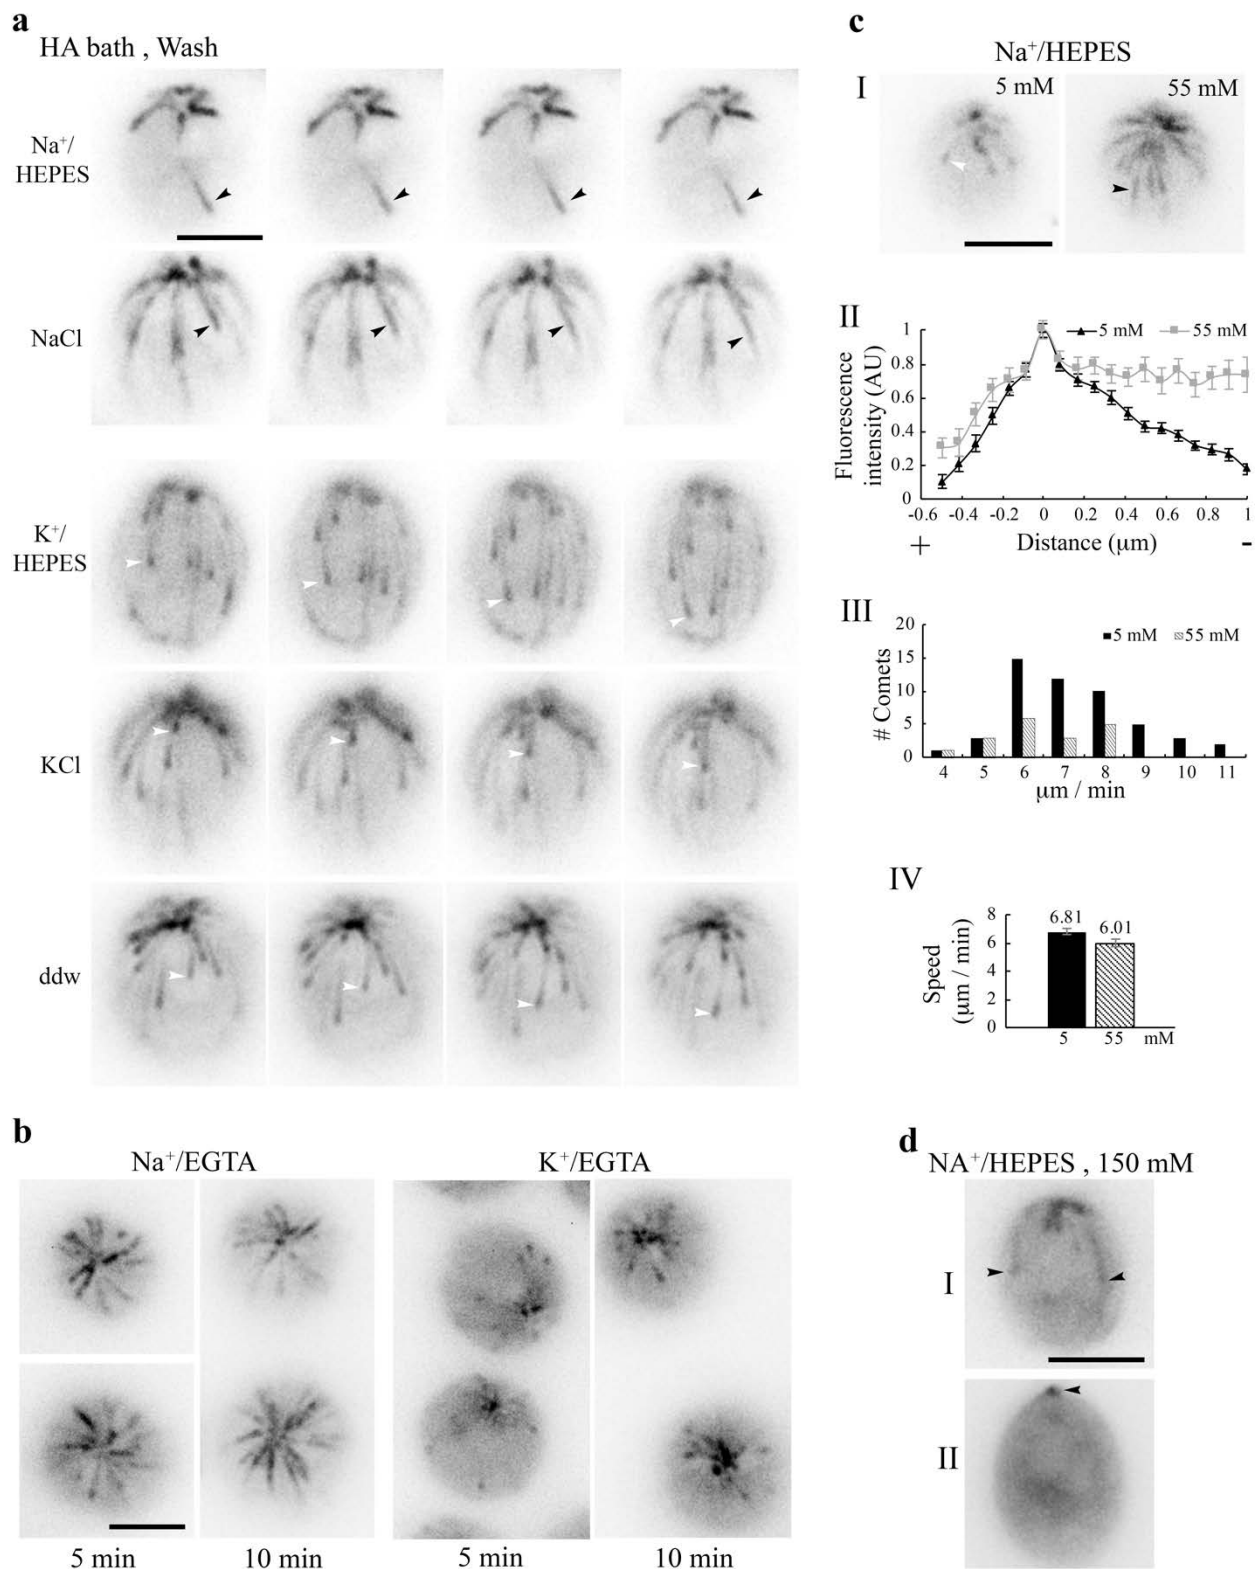 a
HA bath , Wash
Na⁺/
HEPES
NaCl
K⁺/
HEPES
KCl
ddw
b
Na⁺/EGTA
K⁺/EGTA
5 min
10 min
5 min
10 min
c
Na⁺/HEPES
I
5 mM
55 mM
II
5 mM
55 mM
Fluorescence
intensity (AU)
1
0.8
0.6
0.4
0.2
0
-0.6
-0.4
-0.2
0
0.2
0.4
0.6
0.8
1
+
Distance (µm)
-
III
5 mM
55 mM
# Comets
20
15
10
5
0
4
5
6
7
8
9
10
11
µm / min
IV
Speed
(µm / min)
8
6
4
2
0
6.81
6.01
5
55
mM
d
NA⁺/HEPES , 150 mM
I
II